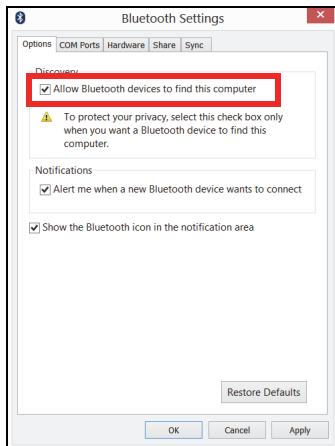 Bluetooth Settings
Options COM Ports Hardware Share Sync
Discovery
Allow Bluetooth devices to find this computer
To protect your privacy, select this check box only
when you want a Bluetooth device to find this
computer.
Notifications
Alert me when a new Bluetooth device wants to connect
Show the Bluetooth icon in the notification area
Restore Defaults
OK Cancel Apply